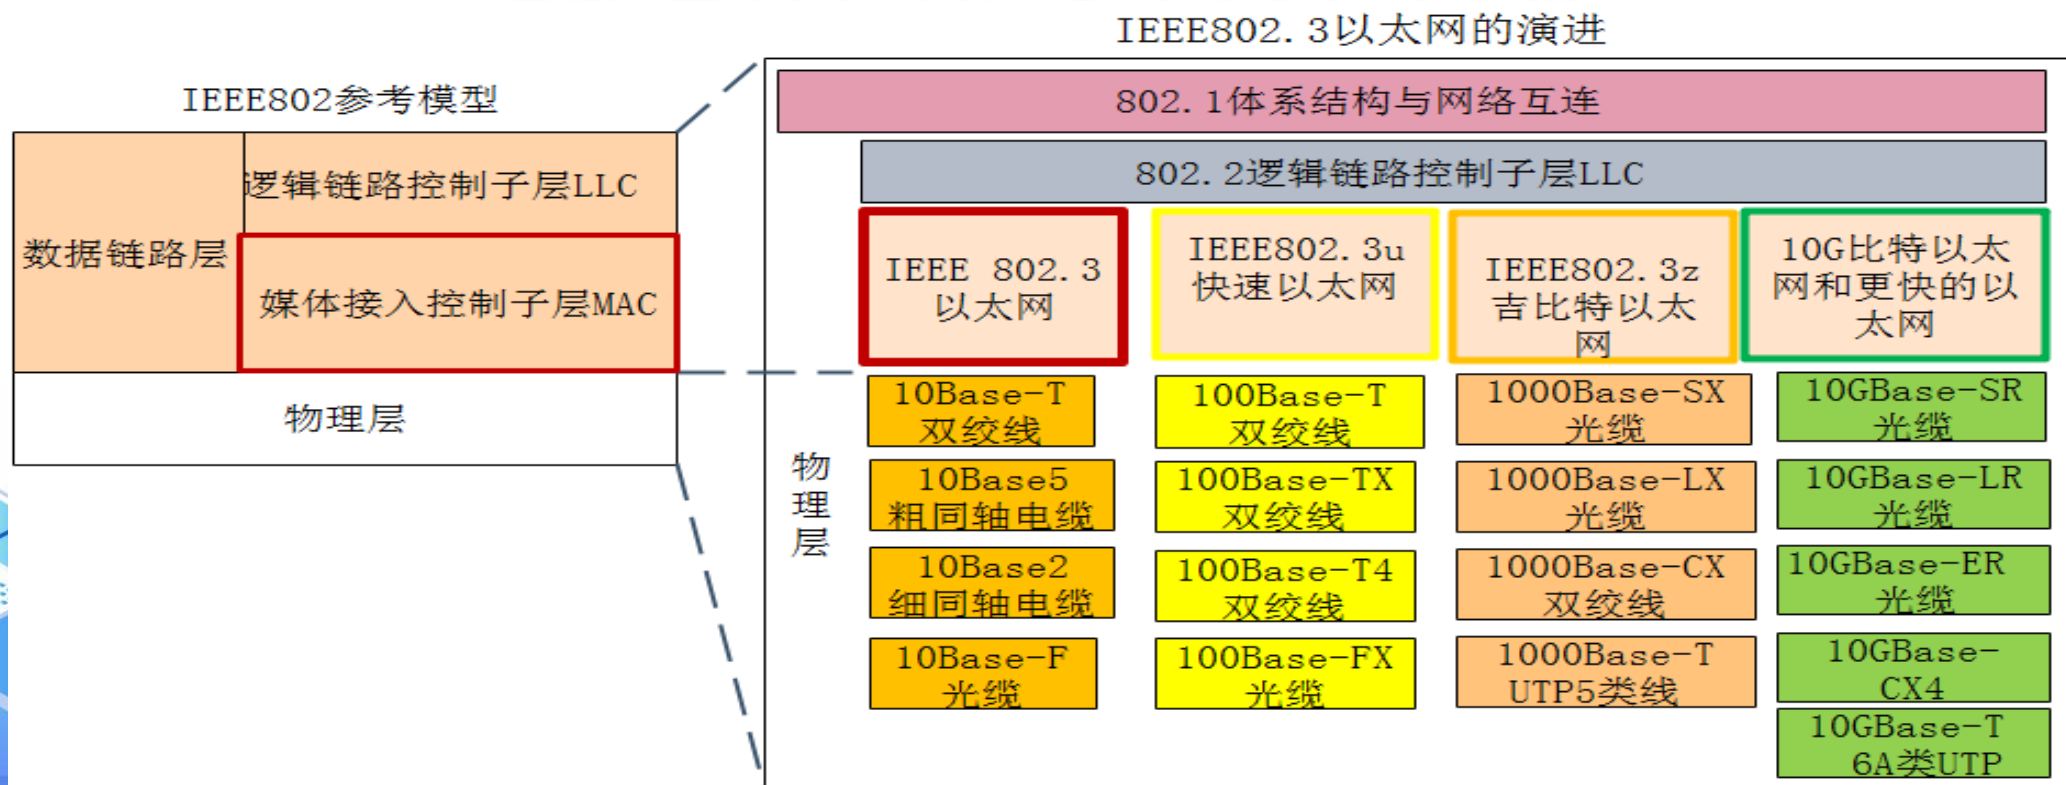 IEEE802.3以太网的演进
IEEE802参考模型
数据链路层
逻辑链路控制子层LLC
媒体接入控制子层MAC
物理层
802.1体系结构与网络互连
802.2逻辑链路控制子层LLC
物
理
层
IEEE 802.3
以太网
10Base-T
双绞线
10Base5
粗同轴电缆
10Base2
细同轴电缆
10Base-F
光缆
IEEE802.3u
快速以太网
100Base-T
双绞线
100Base-TX
双绞线
100Base-T4
双绞线
100Base-FX
光缆
IEEE802.3z
吉比特以太
网
1000Base-SX
光缆
1000Base-LX
光缆
1000Base-CX
双绞线
1000Base-T
UTP5类线
10G比特以太
网和更快的以
太网
10GBase-SR
光缆
10GBase-LR
光缆
10GBase-ER
光缆
10GBase-
CX4
10GBase-T
6A类UTP